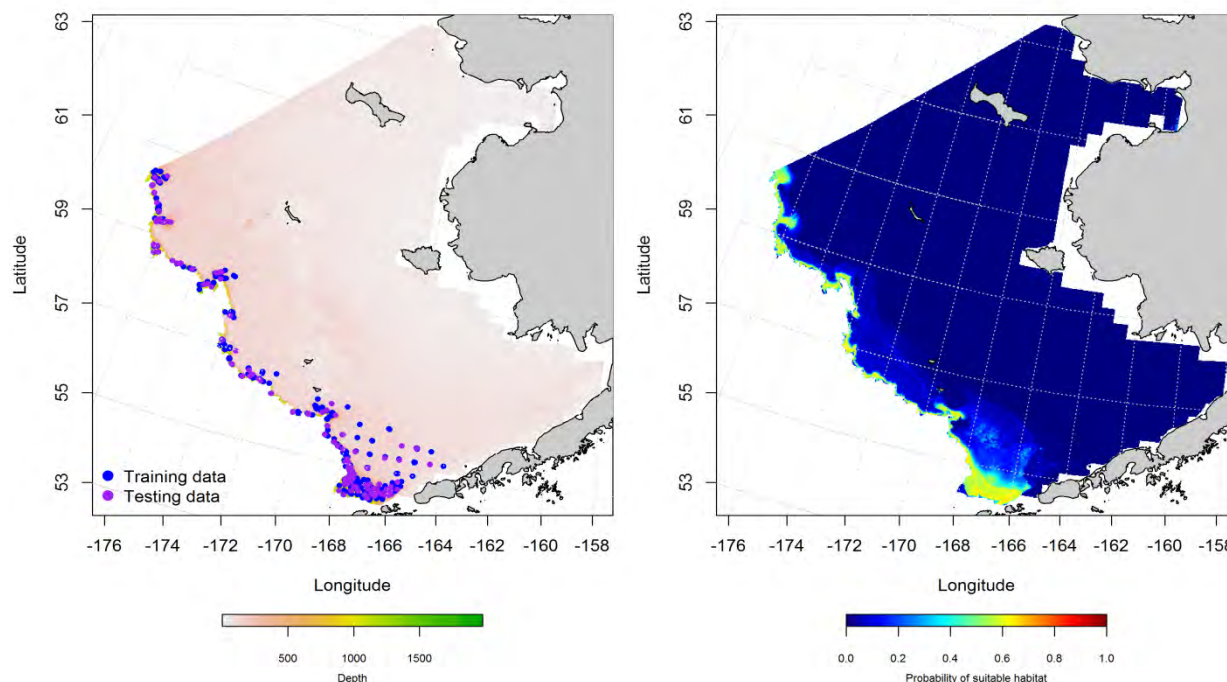 63
61
59
57
55
53
Latitude
Training data
Testing data
-176 -174 -172 -170 -168 -166 -164 -162 -160 -158
Longitude
500 1000 1500
Depth
63
61
59
57
55
53
Latitude
-176 -174 -172 -170 -168 -166 -164 -162 -160 -158
Longitude
0.0 0.2 0.4 0.6 0.8 1.0
Probability of suitable habitat